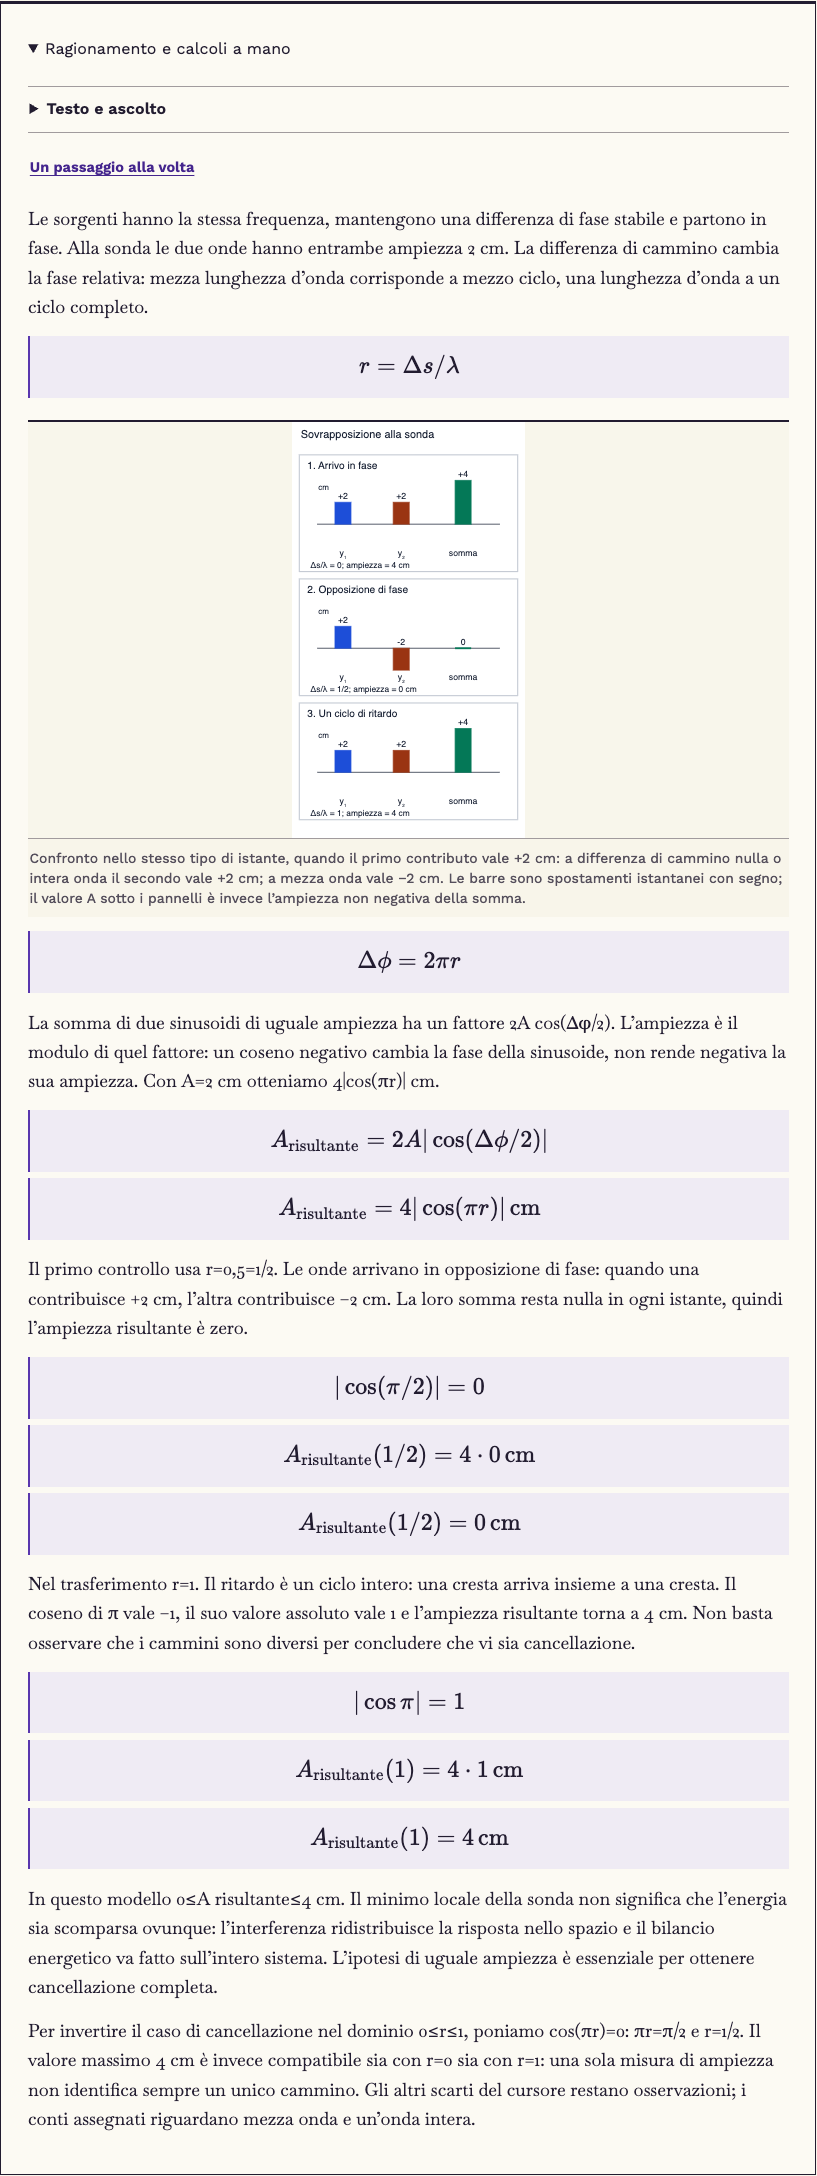 Ragionamento e calcoli a mano
Testo e ascolto
Un passaggio alla volta
Le sorgenti hanno la stessa frequenza, mantengono una differenza di fase stabile e partono in
fase. Alla sonda le due onde hanno entrambe ampiezza 2 cm. La differenza di cammino cambia
la fase relativa: mezza lunghezza d’onda corrisponde a mezzo ciclo, una lunghezza d’onda a un
ciclo completo.
r = Δs/λ
Sovrapposizione alla sonda
1. Arrivo in fase
cm
+2 +2 +4
y₁ y₂ somma
Δs/λ = 0; ampiezza = 4 cm
2. Opposizione di fase
cm
+2 -2 0
y₁ y₂ somma
Δs/λ = 1/2; ampiezza = 0 cm
3. Un ciclo di ritardo
cm
+2 +2 +4
y₁ y₂ somma
Δs/λ = 1; ampiezza = 4 cm
Confronto nello stesso tipo di istante, quando il primo contributo vale +2 cm: a differenza di cammino nulla o
intera onda il secondo vale +2 cm; a mezza onda vale −2 cm. Le barre sono spostamenti istantanei con segno;
il valore A sotto i pannelli è invece l’ampiezza non negativa della somma.
Δϕ = 2πr
La somma di due sinusoidi di uguale ampiezza ha un fattore 2A cos(Δφ/2). L’ampiezza è il
modulo di quel fattore: un coseno negativo cambia la fase della sinusoide, non rende negativa la
sua ampiezza. Con A=2 cm otteniamo 4|cos(πr)| cm.
A_risultante = 2A| cos(Δϕ/2)|
A_risultante = 4| cos(πr)| cm
Il primo controllo usa r=0,5=1/2. Le onde arrivano in opposizione di fase: quando una
contribuisce +2 cm, l’altra contribuisce −2 cm. La loro somma resta nulla in ogni istante, quindi
l’ampiezza risultante è zero.
| cos(π/2)| = 0
A_risultante(1/2) = 4 · 0 cm
A_risultante(1/2) = 0 cm
Nel trasferimento r=1. Il ritardo è un ciclo intero: una cresta arriva insieme a una cresta. Il
coseno di π vale −1, il suo valore assoluto vale 1 e l’ampiezza risultante torna a 4 cm. Non basta
osservare che i cammini sono diversi per concludere che vi sia cancellazione.
| cos π| = 1
A_risultante(1) = 4 · 1 cm
A_risultante(1) = 4 cm
In questo modello 0≤A risultante≤4 cm. Il minimo locale della sonda non significa che l’energia
sia scomparsa ovunque: l’interferenza ridistribuisce la risposta nello spazio e il bilancio
energetico va fatto sull’intero sistema. L’ipotesi di uguale ampiezza è essenziale per ottenere
cancellazione completa.
Per invertire il caso di cancellazione nel dominio 0≤r≤1, poniamo cos(πr)=0: πr=π/2 e r=1/2. Il
valore massimo 4 cm è invece compatibile sia con r=0 sia con r=1: una sola misura di ampiezza
non identifica sempre un unico cammino. Gli altri scarti del cursore restano osservazioni; i
conti assegnati riguardano mezza onda e un’onda intera.